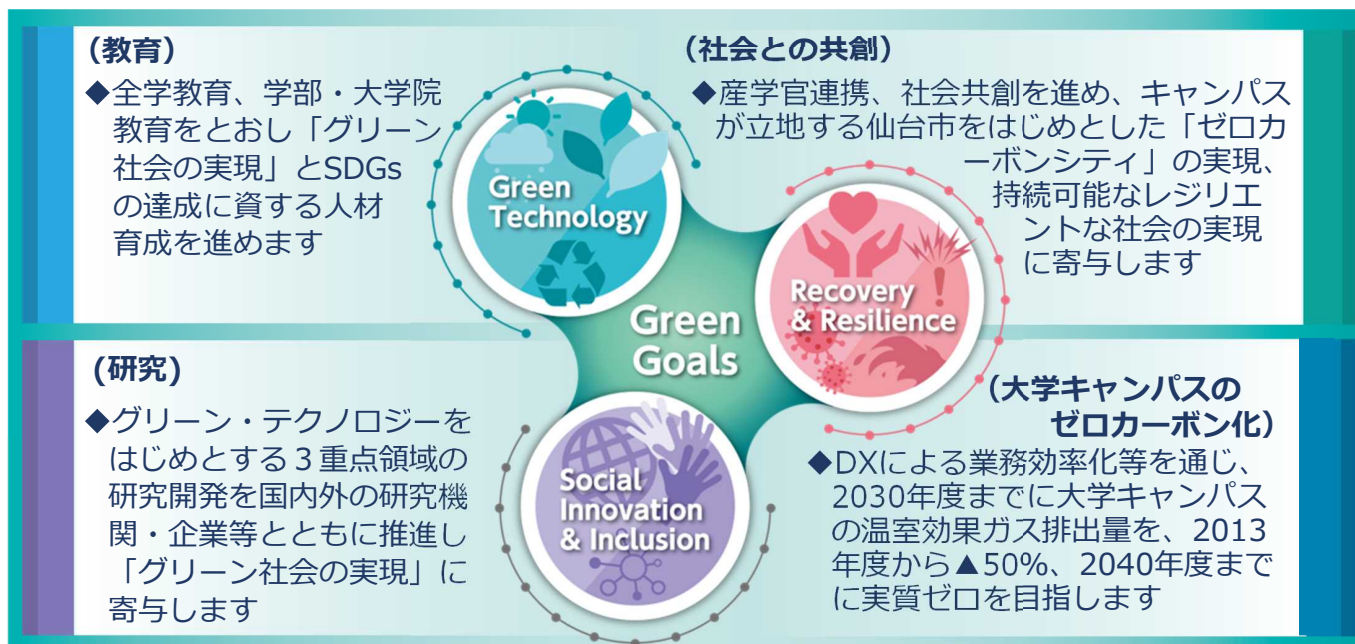 (教育)
◆全学教育、学部・大学院
教育をとおし「グリーン
社会の実現」とSDGs
の達成に資する人材
育成を進めます
(社会との共創)
◆産学官連携、社会共創を進め、キャンパス
が立地する仙台市をはじめとした「ゼロカ
ーボンシティ」の実現、
持続可能なレジリエ
ントな社会の実現
に寄与します
Green
Technology
Recovery
& Resilience
Green
Goals
Social
Innovation
& Inclusion
(研究)
◆グリーン・テクノロジーを
はじめとする３重点領域の
研究開発を国内外の研究機
関・企業等とともに推進し
「グリーン社会の実現」に
寄与します
(大学キャンパスの
ゼロカーボン化)
◆DXによる業務効率化等を通じ、
2030年度までに大学キャンパス
の温室効果ガス排出量を、2013
年度から▲50%、2040年度まで
に実質ゼロを目指します